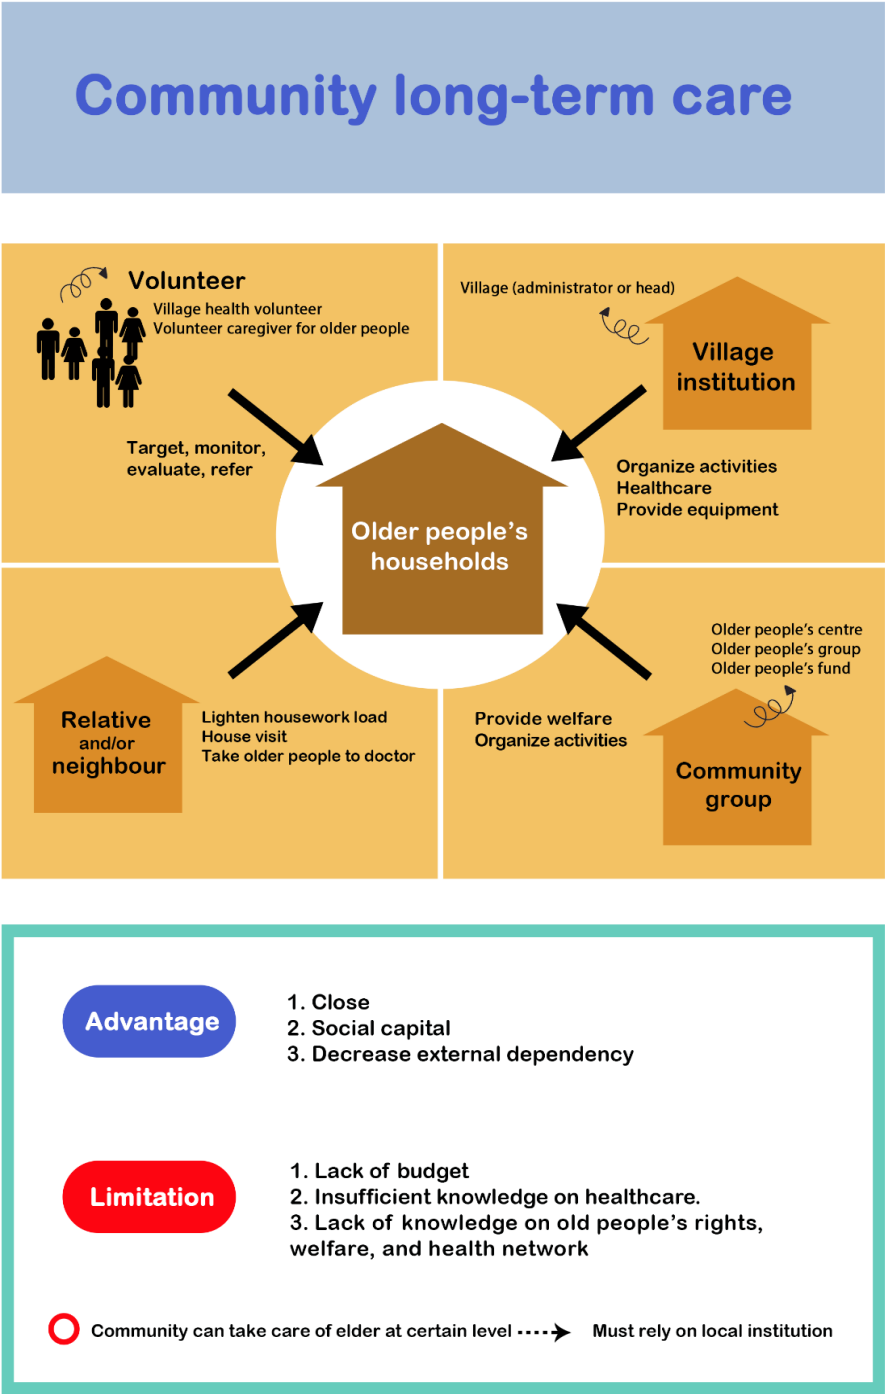 Community long-term care
Volunteer
Village health volunteer
Volunteer caregiver for older people
Target, monitor,
evaluate, refer
Village (administrator or head)
Village
institution
Organize activities
Healthcare
Provide equipment
Older people's
households
Relative
and/or
neighbour
Lighten housework load
House visit
Take older people to doctor
Older people's centre
Older people's group
Older people's fund
Provide welfare
Organize activities
Community
group
Advantage
1. Close
2. Social capital
3. Decrease external dependency
Limitation
1. Lack of budget
2. Insufficient knowledge on healthcare.
3. Lack of knowledge on old people's rights,
welfare, and health network
Community can take care of elder at certain level
Must rely on local institution